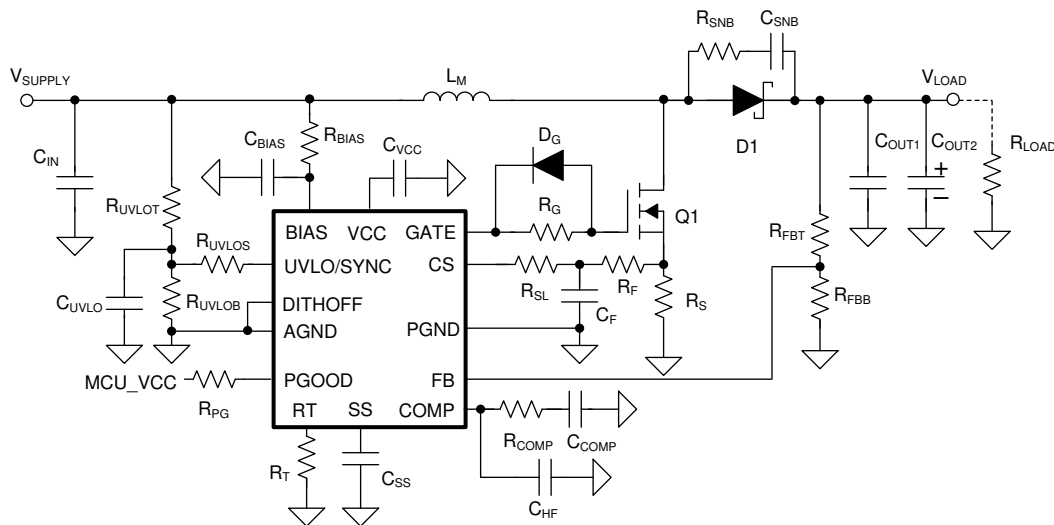 RSNB
CSNB
VSUPPLY
LM
VLOAD
D1
CIN
CBIAS
RBIAS
CVCC
DG
COUT1
COUT2
+
−
RLOAD
RUVLOT
RG
Q1
BIAS
VCC
GATE
RUVLOS
UVLO/SYNC
CS
RFBT
CUVLO
RUVLOB
DITHOFF
RSL
RF
CF
RS
RFBB
AGND
PGND
MCU_VCC
RPG
PGOOD
FB
RT
SS
COMP
RT
CSS
RCOMP
CCOMP
CHF